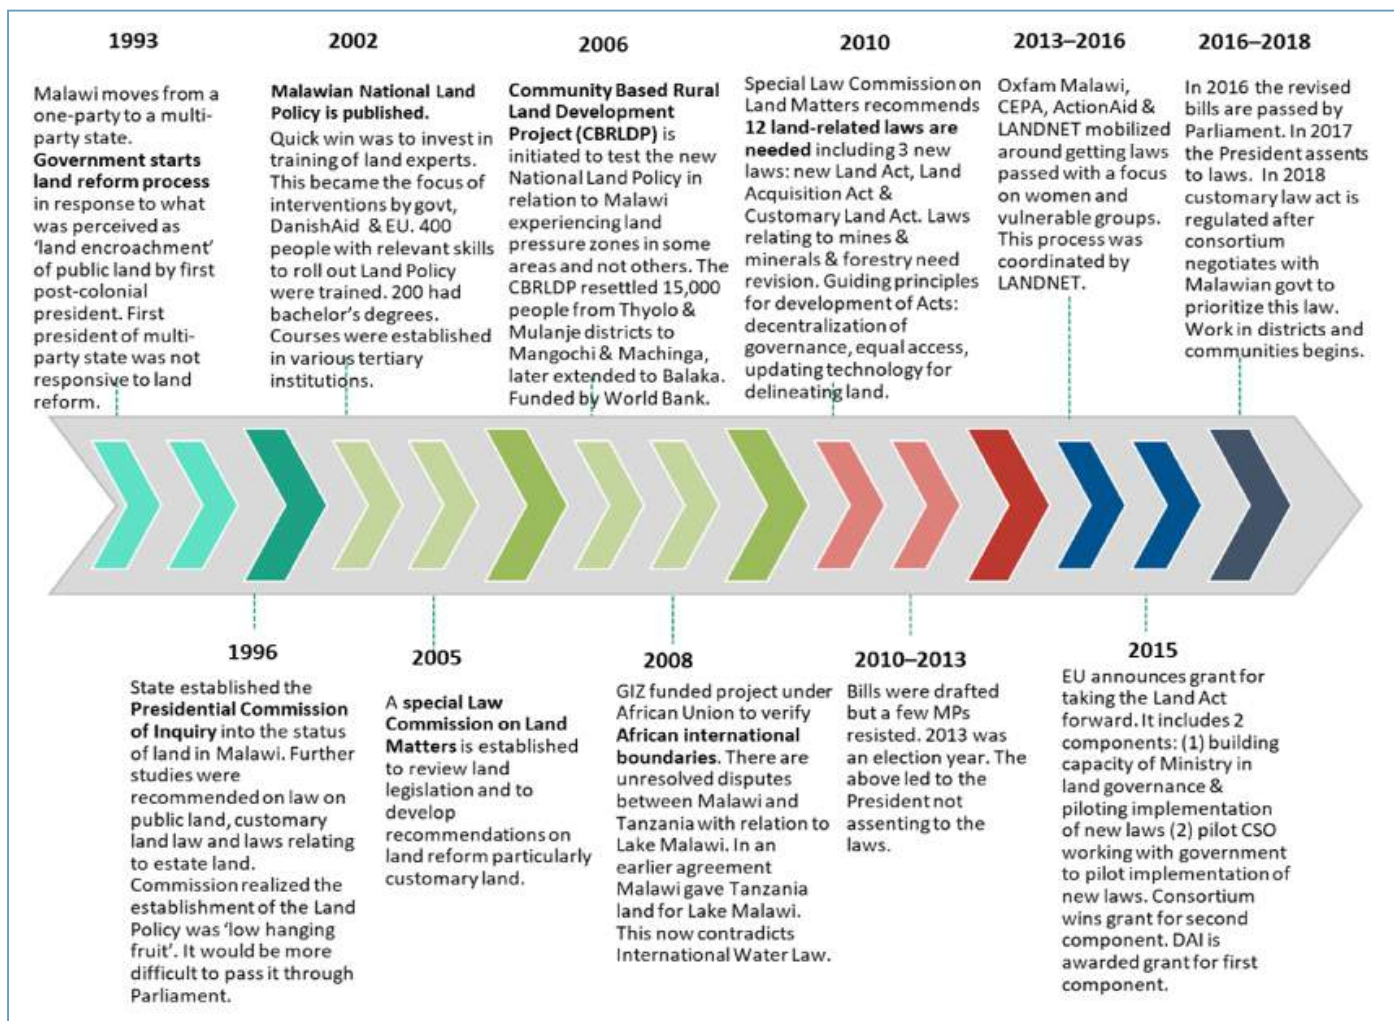 1993
Malawi moves from a
one-party to a multi-
party state.
Government starts
land reform process
in response to what
was perceived as
‘land encroachment’
of public land by first
post-colonial
president. First
president of multi-
party state was not
responsive to land
reform.
2002
Malawian National Land
Policy is published.
Quick win was to invest in
training of land experts.
This became the focus of
interventions by govt,
DanishAid & EU. 400
people with relevant skills
to roll out Land Policy
were trained. 200 had
bachelor’s degrees.
Courses were established
in various tertiary
institutions.
2006
Community Based Rural
Land Development
Project (CBRLDP) is
initiated to test the new
National Land Policy in
relation to Malawi
experiencing land
pressure zones in some
areas and not others. The
CBRLDP resettled 15,000
people from Thyolo &
Mulanje districts to
Mangochi & Machinga,
later extended to Balaka.
Funded by World Bank.
2010
Special Law Commission on
Land Matters recommends
12 land-related laws are
needed including 3 new
laws: new Land Act, Land
Acquisition Act &
Customary Land Act. Laws
relating to mines &
minerals & forestry need
revision. Guiding principles
for development of Acts:
decentralization of
governance, equal access,
updating technology for
delineating land.
2013–2016
Oxfam Malawi,
CEPA, ActionAid &
LANDNET mobilized
around getting laws
passed with a focus
on women and
vulnerable groups.
This process was
coordinated by
LANDNET.
2016–2018
In 2016 the revised
bills are passed by
Parliament. In 2017
the President assents
to laws. In 2018
customary law act is
regulated after
consortium
negotiates with
Malawian govt to
prioritize this law.
Work in districts and
communities begins.
1996
State established the
Presidential Commission
of Inquiry into the status
of land in Malawi. Further
studies were
recommended on law on
public land, customary
land law and laws relating
to estate land.
Commission realized the
establishment of the Land
Policy was ‘low hanging
fruit’. It would be more
difficult to pass it through
Parliament.
2005
A special Law
Commission on Land
Matters is established
to review land
legislation and to
develop
recommendations on
land reform particularly
customary land.
2008
GIZ funded project under
African Union to verify
African international
boundaries. There are
unresolved disputes
between Malawi and
Tanzania with relation to
Lake Malawi. In an
earlier agreement
Malawi gave Tanzania
land for Lake Malawi.
This now contradicts
International Water Law.
2010–2013
Bills were drafted
but a few MPs
resisted. 2013 was
an election year. The
above led to the
President not
assenting to the
laws.
2015
EU announces grant for
taking the Land Act
forward. It includes 2
components: (1) building
capacity of Ministry in
land governance &
piloting implementation
of new laws (2) pilot CSO
working with government
to pilot implementation of
new laws. Consortium
wins grant for second
component. DAI is
awarded grant for first
component.